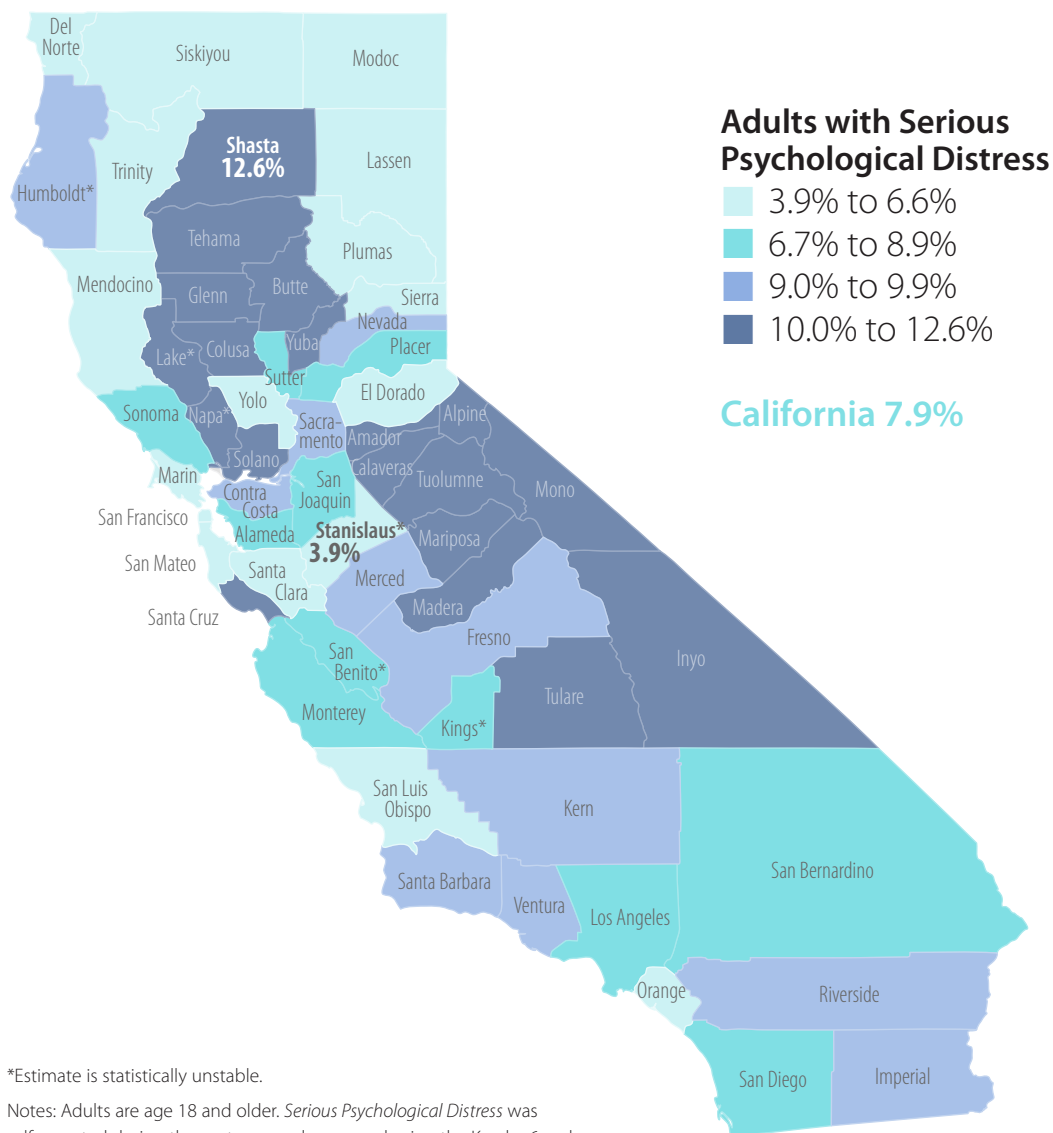 Del
Norte
Siskiyou
Modoc
Shasta
12.6%
Trinity
Lassen
Humboldt*
Tehama
Plumas
Mendocino
Glenn
Butte
Sierra
Nevada
Lake*
Colusa
Yuba
Placer
Sutter
Yolo
El Dorado
Sonoma
Napa*
Sacra-
mento
Alpine
Amador
Solano
Calaveras
Tuolumne
Mono
Marin
Contra
Costa
San
Joaquin
San Francisco
Alameda
Stanislaus*
3.9%
Mariposa
San Mateo
Santa
Clara
Merced
Santa Cruz
Madera
Fresno
San
Benito*
Inyo
Monterey
Kings*
Tulare
San Luis
Obispo
Kern
Santa Barbara
Ventura
Los Angeles
San Bernardino
Orange
Riverside
San Diego
Imperial
Adults with Serious
Psychological Distress
3.9% to 6.6%
6.7% to 8.9%
9.0% to 9.9%
10.0% to 12.6%
California 7.9%
*Estimate is statistically unstable.
Notes: Adults are age 18 and older. Serious Psychological Distress was